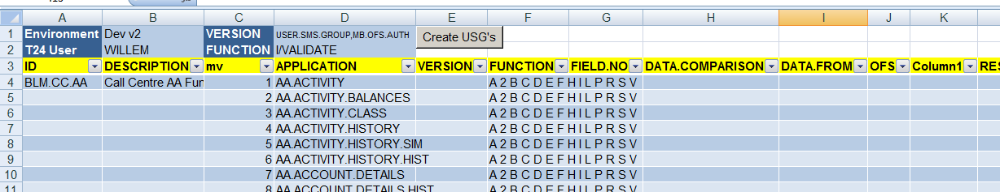 A B C D E F G H I J K
1 Environment Dev v2 VERSION USER.SMS.GROUP,MB.OFS.AUTH Create USG's
2 T24 User WILLEM FUNCTION I/VALIDATE
3 ID DESCRIPTION mv APPLICATION VERSION FUNCTION FIELD.NO DATA.COMPARISON DATA.FROM OFS Column1 RES
4 BLM.CC.AA Call Centre AA Fun 1 AA.ACTIVITY A 2 B C D E F H I L P R S V
5 2 AA.ACTIVITY.BALANCES A 2 B C D E F H I L P R S V
6 3 AA.ACTIVITY.CLASS A 2 B C D E F H I L P R S V
7 4 AA.ACTIVITY.HISTORY A 2 B C D E F H I L P R S V
8 5 AA.ACTIVITY.HISTORY.SIM A 2 B C D E F H I L P R S V
9 6 AA.ACTIVITY.HISTORY.HIST A 2 B C D E F H I L P R S V
10 7 AA.ACCOUNT.DETAILS A 2 B C D E F H I L P R S V
11 8 AA.ACCOUNT.DETAILS.HIST A 2 B C D E F H I L P R S V